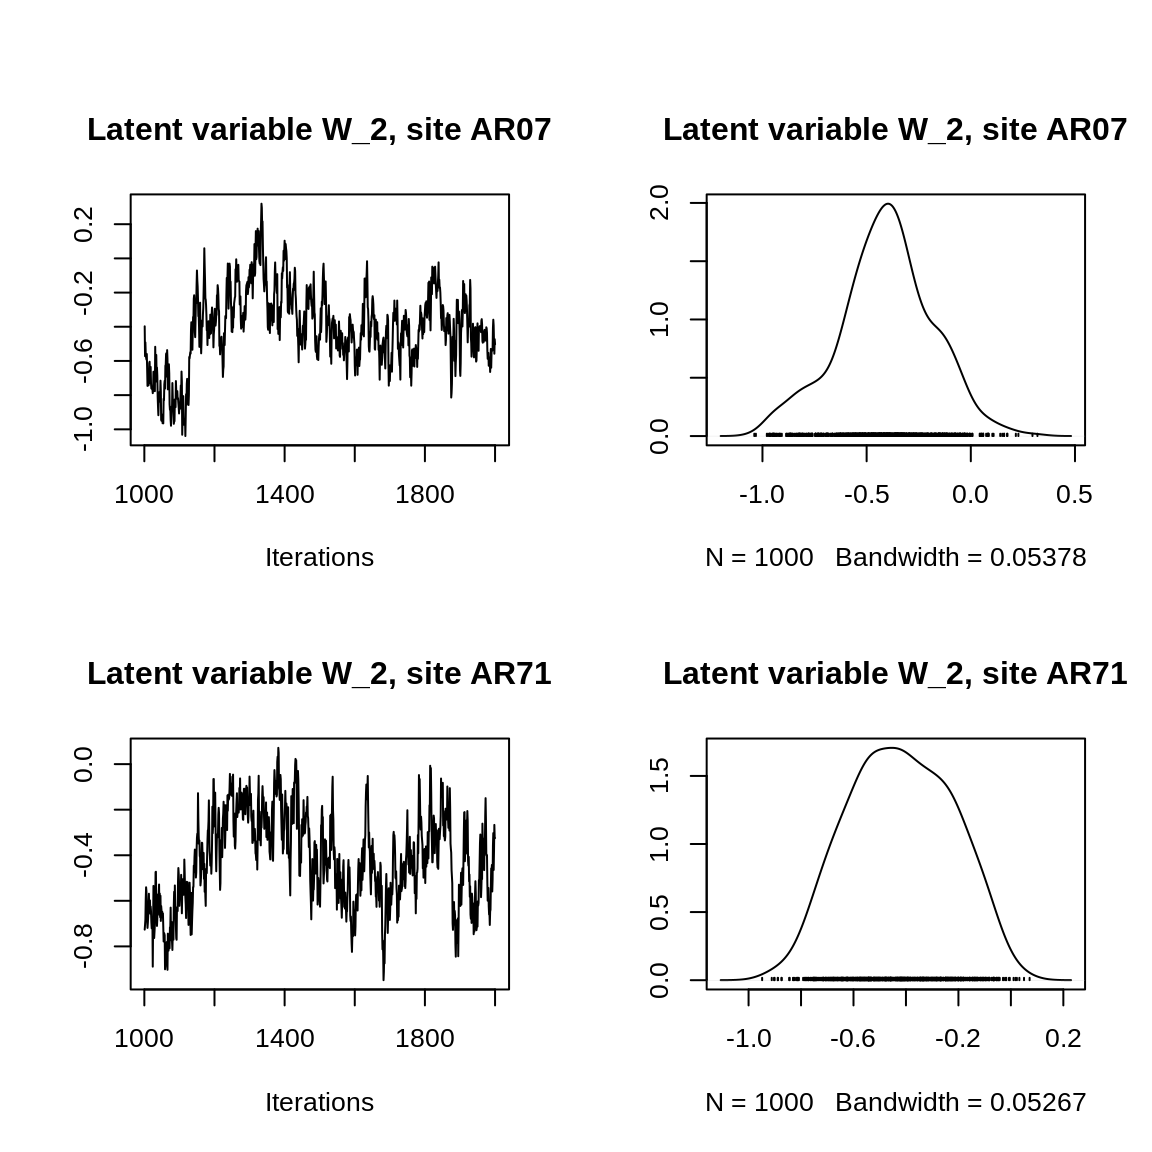 Latent variable W_2, site AR07
0.2
-0.2
-0.6
-1.0
1000 1400 1800
Iterations
Latent variable W_2, site AR07
2.0
1.0
0.0
-1.0 -0.5 0.0 0.5
N = 1000 Bandwidth = 0.05378
Latent variable W_2, site AR71
0.0
-0.4
-0.8
1000 1400 1800
Iterations
Latent variable W_2, site AR71
1.5
1.0
0.5
0.0
-1.0 -0.6 -0.2 0.2
N = 1000 Bandwidth = 0.05267